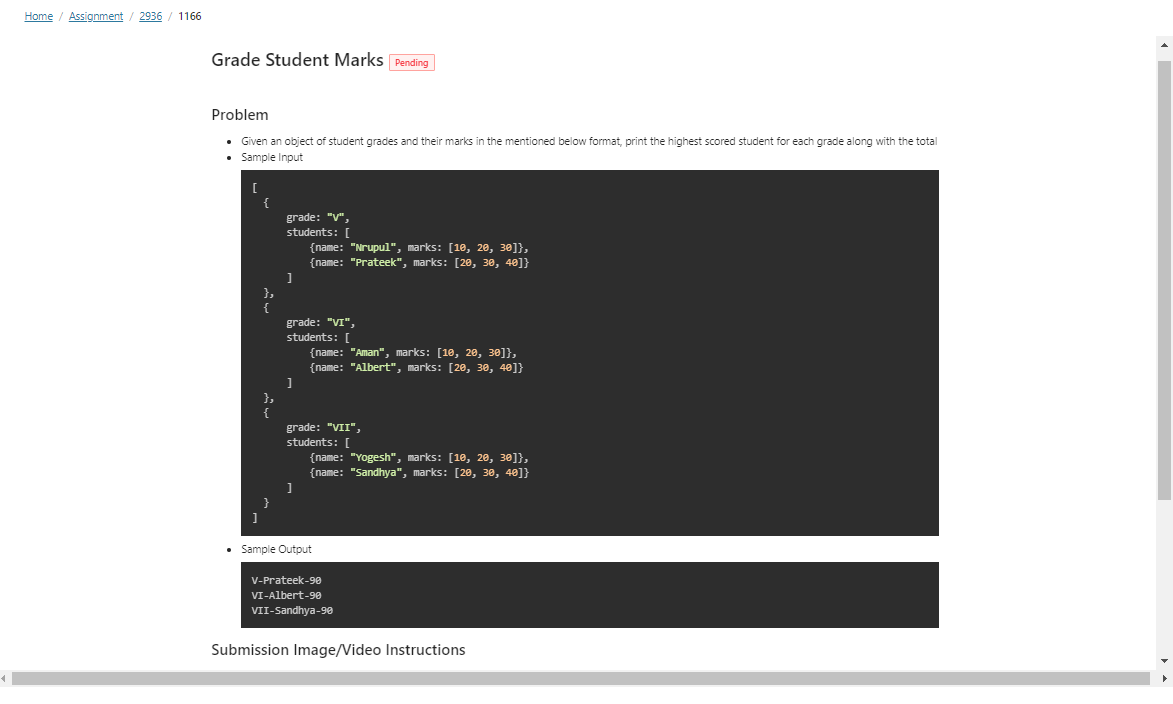 Home / Assignment / 2936 / 1166
Grade Student Marks Pending
Problem
• Given an object of student grades and their marks in the mentioned below format, print the highest scored student for each grade along with the total
• Sample Input
[
  {
      grade: "V",
      students: [
          {name: "Nrupul", marks: [10, 20, 30]},
          {name: "Prateek", marks: [20, 30, 40]}
      ]
  },
  {
      grade: "VI",
      students: [
          {name: "Aman", marks: [10, 20, 30]},
          {name: "Albert", marks: [20, 30, 40]}
      ]
  },
  {
      grade: "VII",
      students: [
          {name: "Yogesh", marks: [10, 20, 30]},
          {name: "Sandhya", marks: [20, 30, 40]}
      ]
  }
]
• Sample Output
V-Prateek-90
VI-Albert-90
VII-Sandhya-90
Submission Image/Video Instructions